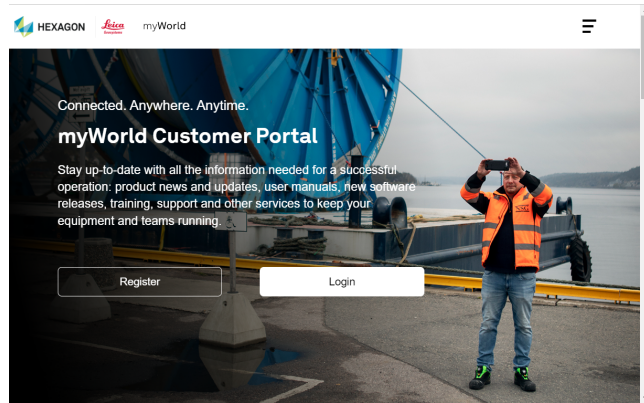 HEXAGON
Leica
Geosystems
myWorld
Connected. Anywhere. Anytime.
myWorld Customer Portal
Stay up-to-date with all the information needed for a successful
operation: product news and updates, user manuals, new software
releases, training, support and other services to keep your
equipment and teams running.
Register
Login